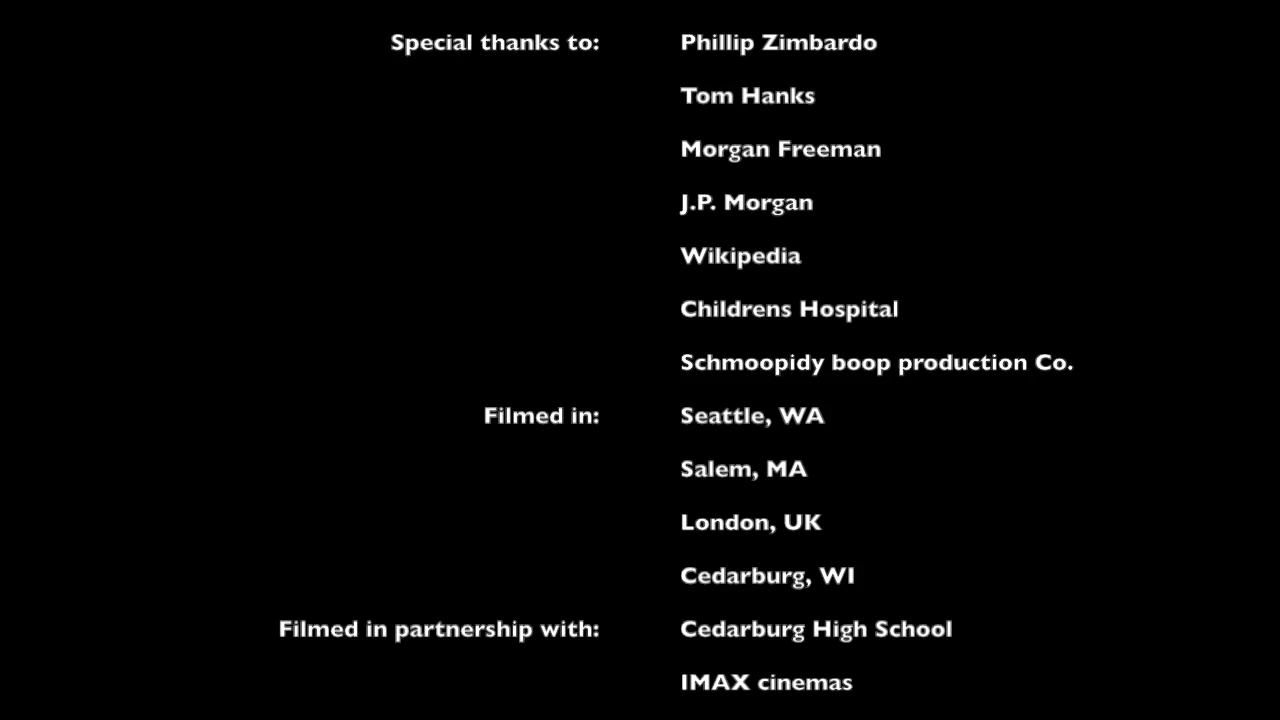 Special thanks to: Phillip Zimbardo
Tom Hanks
Morgan Freeman
J.P. Morgan
Wikipedia
Childrens Hospital
Schmoopidy boop production Co.
Filmed in: Seattle, WA
Salem, MA
London, UK
Cedarburg, WI
Filmed in partnership with: Cedarburg High School
IMAX cinemas